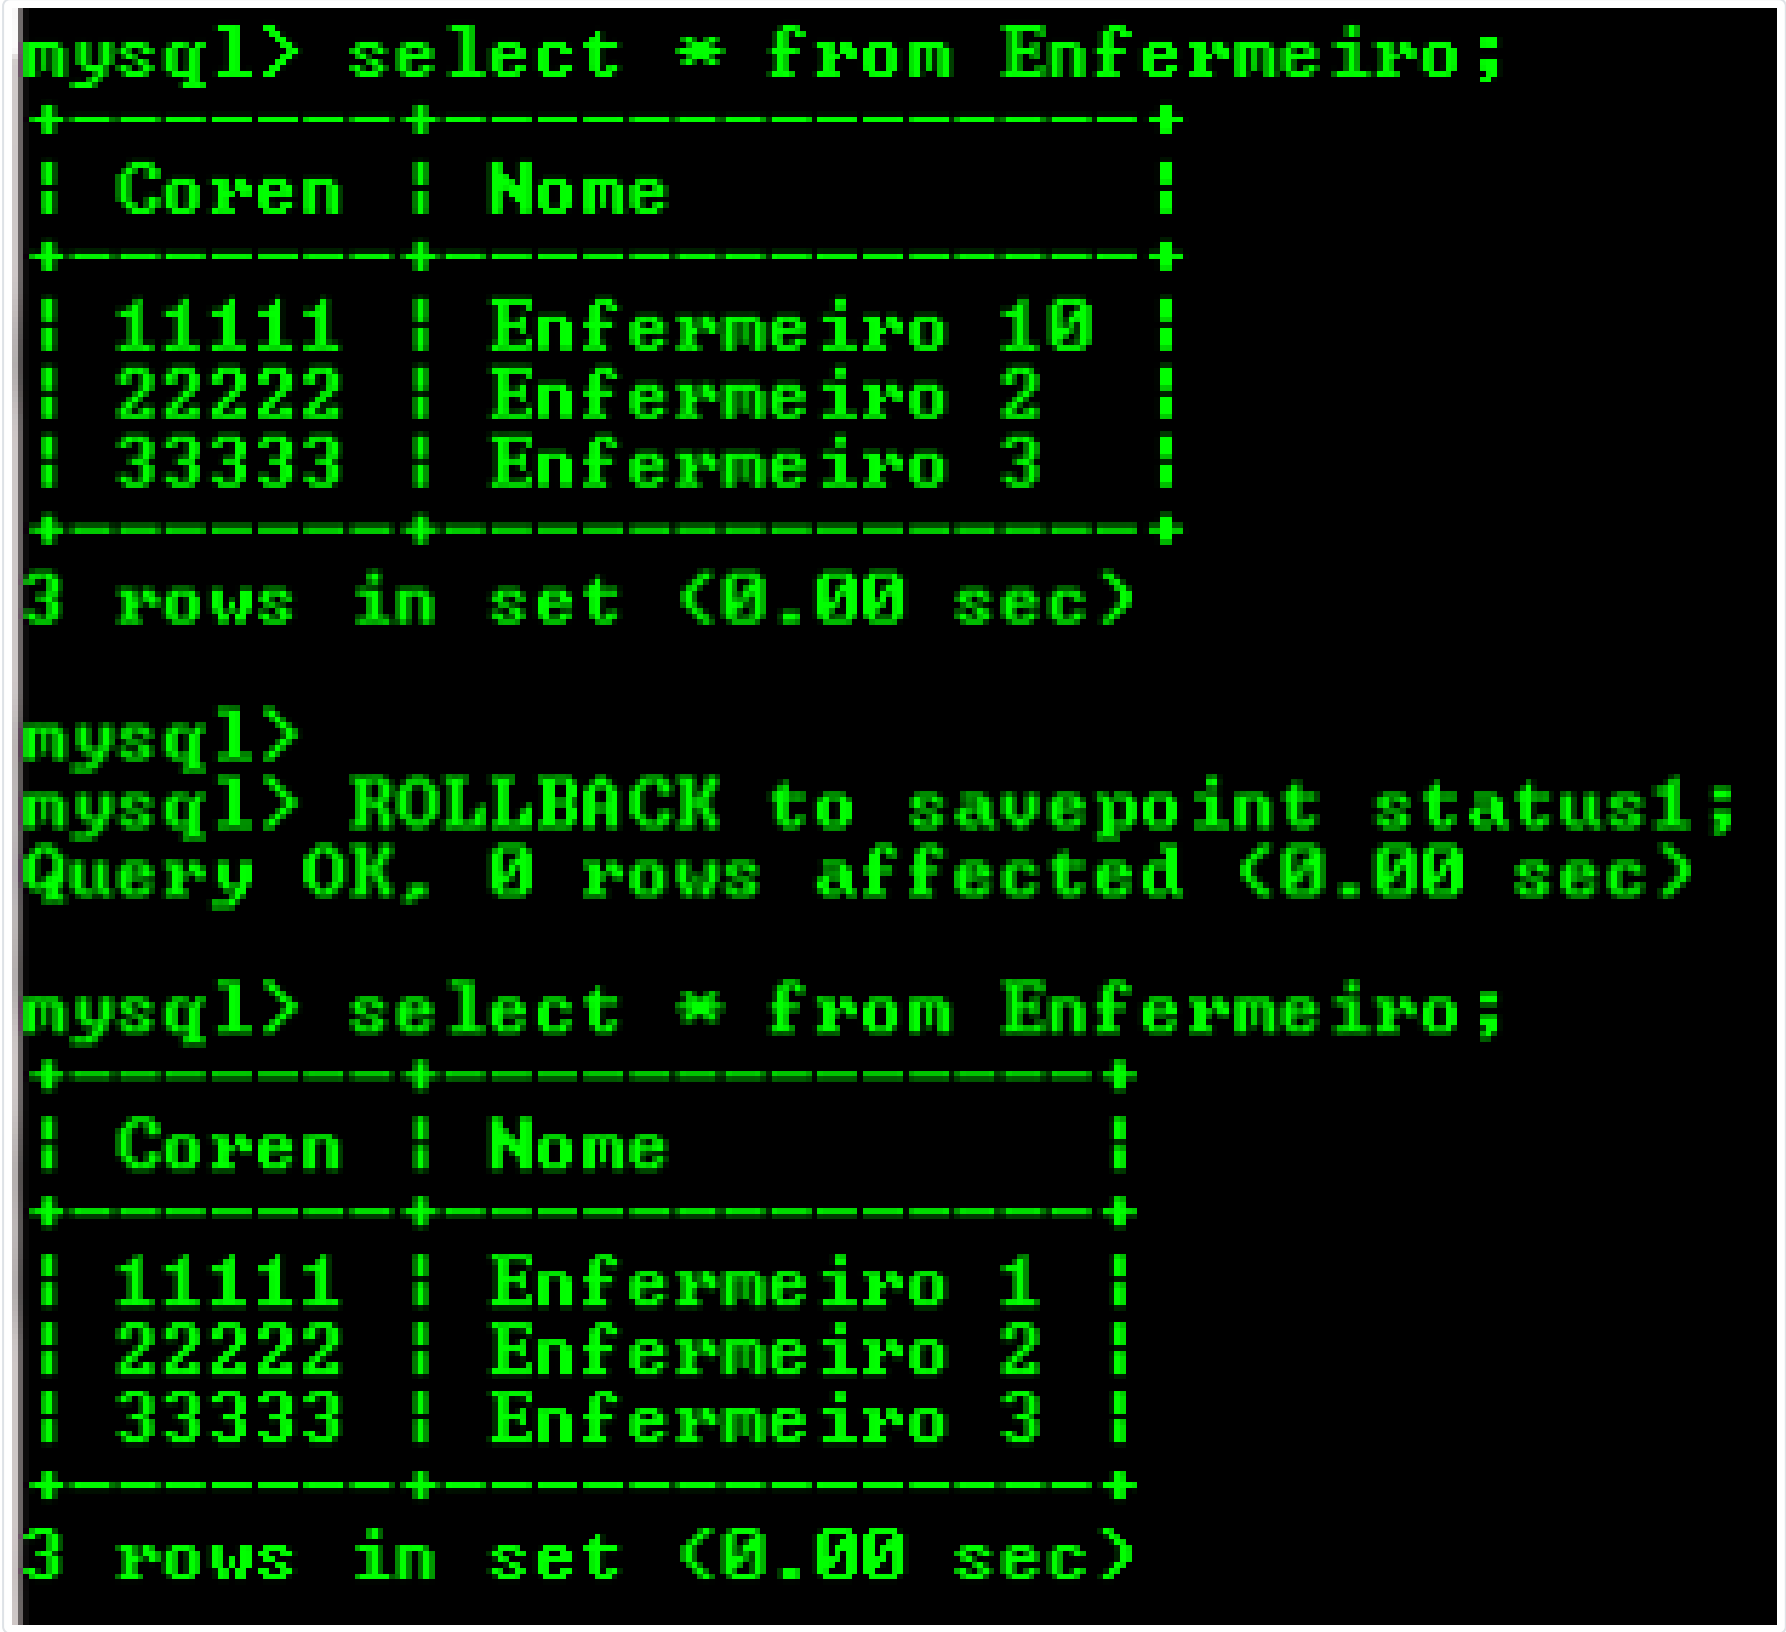 mysql> select * from Enfermeiro;
+-------+---------------+
| Coren | Nome          |
+-------+---------------+
| 11111 | Enfermeiro 10 |
| 22222 | Enfermeiro 2  |
| 33333 | Enfermeiro 3  |
+-------+---------------+
3 rows in set (0.00 sec)

mysql>
mysql> ROLLBACK to savepoint status1;
Query OK, 0 rows affected (0.00 sec)

mysql> select * from Enfermeiro;
+-------+--------------+
| Coren | Nome         |
+-------+--------------+
| 11111 | Enfermeiro 1 |
| 22222 | Enfermeiro 2 |
| 33333 | Enfermeiro 3 |
+-------+--------------+
3 rows in set (0.00 sec)